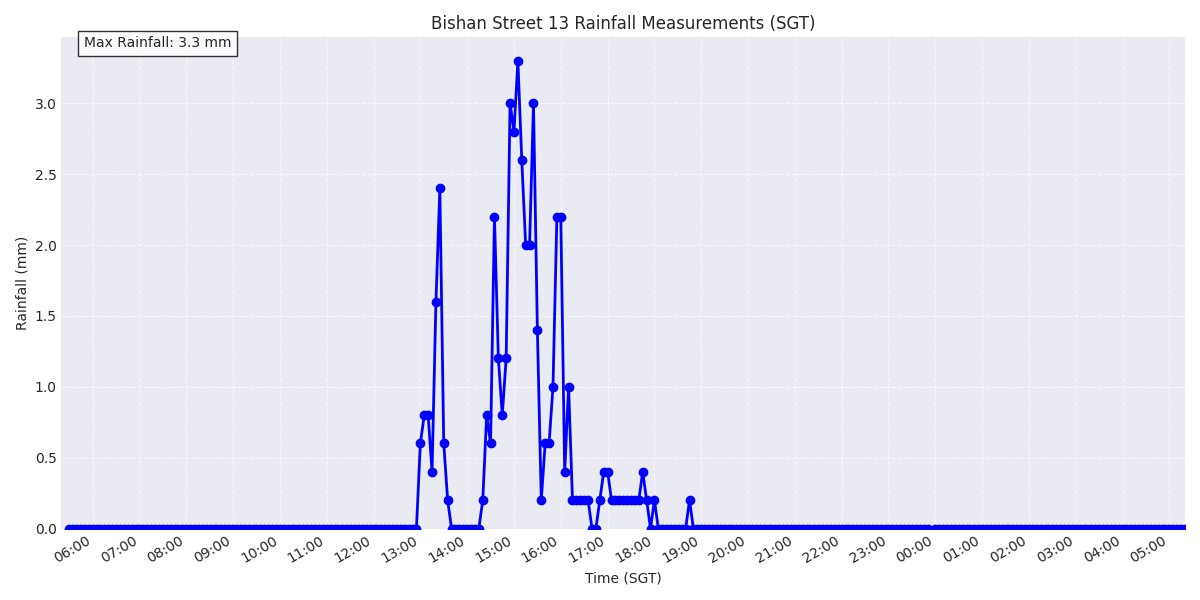 Bishan Street 13 Rainfall Measurements (SGT)
Max Rainfall: 3.3 mm
Rainfall (mm)
3.0
2.5
2.0
1.5
1.0
0.5
0.0
06:00 07:00 08:00 09:00 10:00 11:00 12:00 13:00 14:00 15:00 16:00 17:00 18:00 19:00 20:00 21:00 22:00 23:00 00:00 01:00 02:00 03:00 04:00 05:00
Time (SGT)